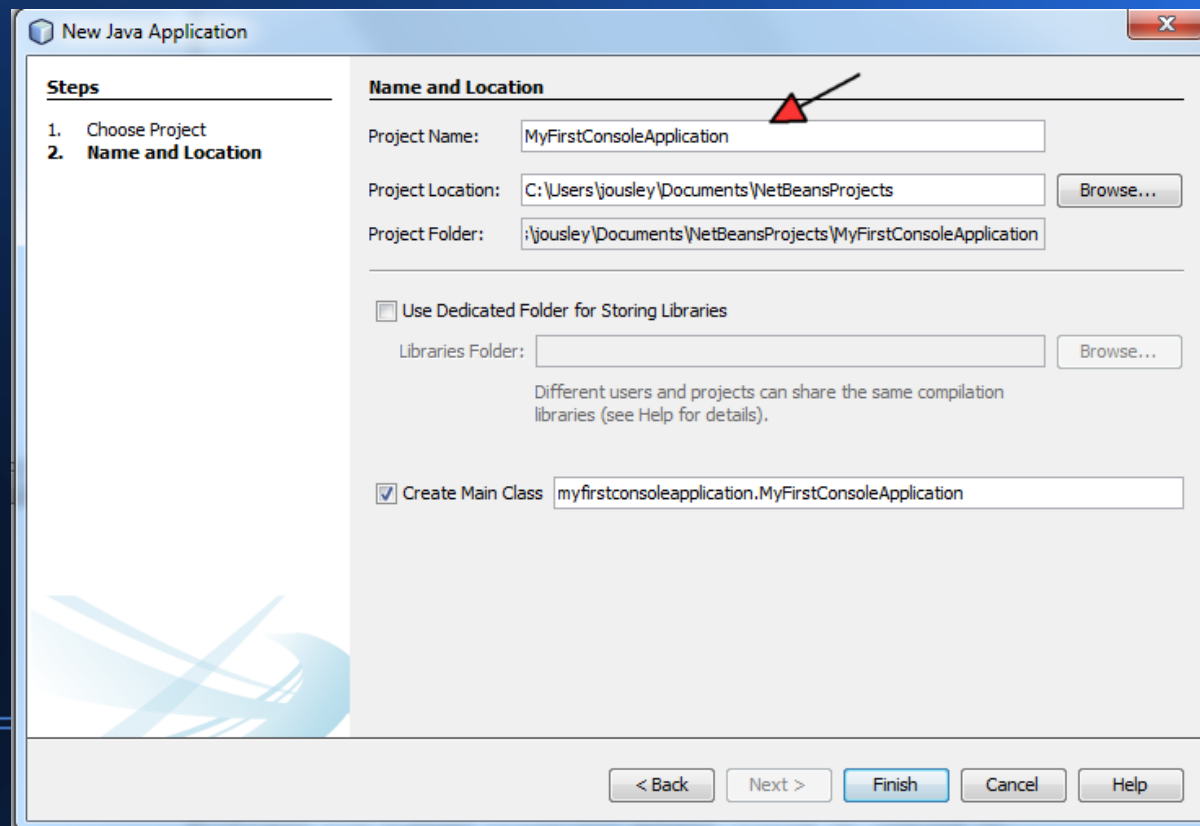 New Java Application
X
Steps
1. Choose Project
2. Name and Location
Name and Location
Project Name: MyFirstConsoleApplication
Project Location: C:\Users\jousley\Documents\NetBeansProjects Browse...
Project Folder: ;\jousley\Documents\NetBeansProjects\MyFirstConsoleApplication
Use Dedicated Folder for Storing Libraries
Libraries Folder: Browse...
Different users and projects can share the same compilation
libraries (see Help for details).
Create Main Class myfirstconsoleapplication.MyFirstConsoleApplication
< Back Next > Finish Cancel Help